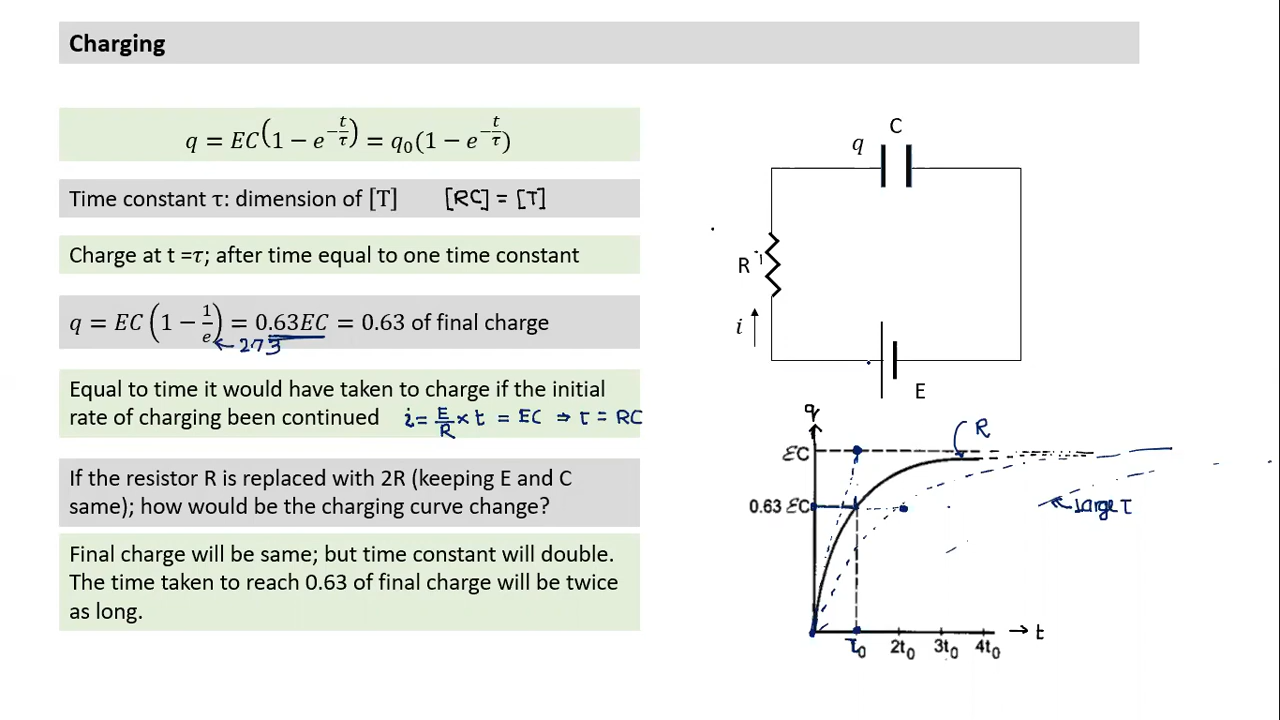 Charging
q = EC(1 − e^{−t/τ}) = q₀(1 − e^{−t/τ})
Time constant τ: dimension of [T] [RC] = [T]
Charge at t =τ; after time equal to one time constant
q = EC (1 − 1/e) = 0.63EC = 0.63 of final charge
2.73
Equal to time it would have taken to charge if the initial
rate of charging been continued i = E/R × t = EC ⇒ t = RC
If the resistor R is replaced with 2R (keeping E and C
same); how would be the charging curve change?
Final charge will be same; but time constant will double.
The time taken to reach 0.63 of final charge will be twice
as long.
C
q
R
i
E
q
R
ℰC
0.63 ℰC
large τ
τ₀ 2t₀ 3t₀ 4t₀ → t